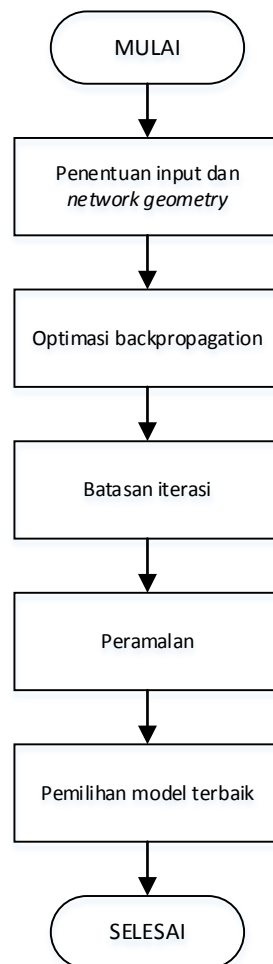 MULAI
Penentuan input dan
network geometry
Optimasi backpropagation
Batasan iterasi
Peramalan
Pemilihan model terbaik
SELESAI